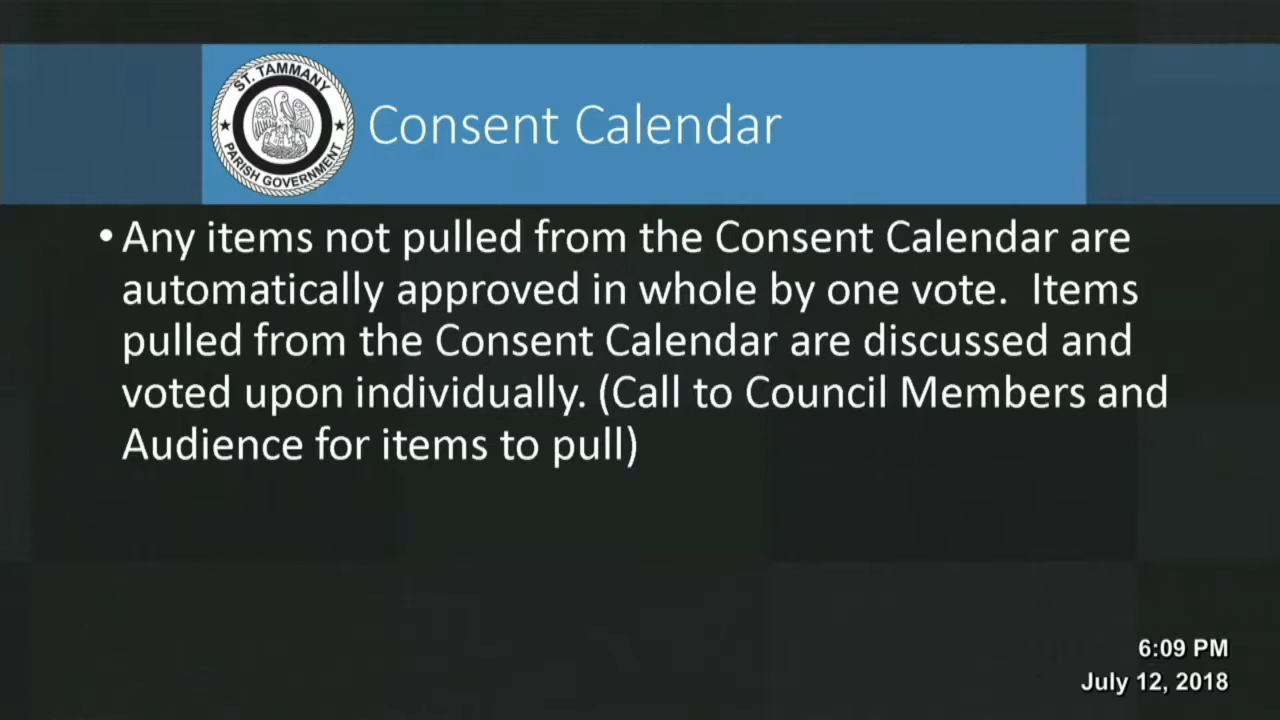 ST. TAMMANY
PARISH GOVERNMENT
Consent Calendar
• Any items not pulled from the Consent Calendar are
automatically approved in whole by one vote.  Items
pulled from the Consent Calendar are discussed and
voted upon individually. (Call to Council Members and
Audience for items to pull)
6:09 PM
July 12, 2018